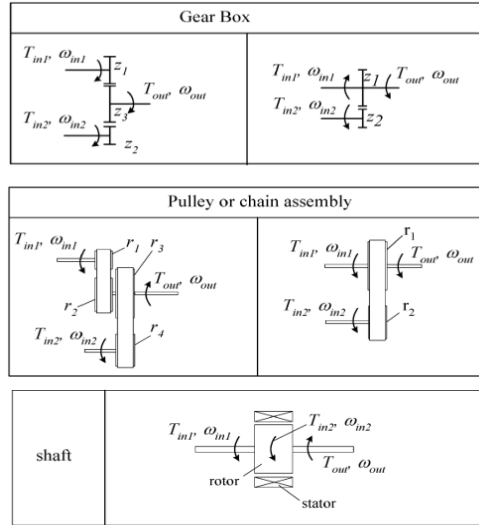 Gear Box
T_in1, ω_in1
z_1
T_out, ω_out
z_3
T_in2, ω_in2
z_2
T_in1, ω_in1
z_1
T_out, ω_out
T_in2, ω_in2
z_2
Pulley or chain assembly
T_in1, ω_in1
r_1
r_3
T_out, ω_out
r_2
T_in2, ω_in2
r_4
r_1
T_in1, ω_in1
T_out, ω_out
T_in2, ω_in2
r_2
shaft
T_in1, ω_in1
T_in2, ω_in2
T_out, ω_out
rotor
stator